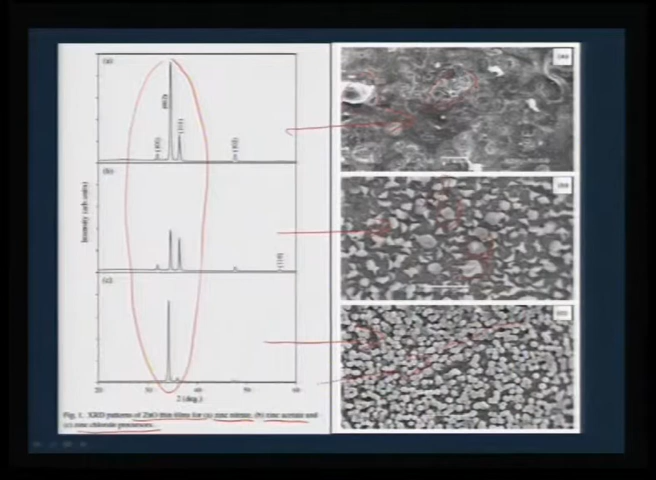 (a)
(100)
(002)
(101)
(102)
(b)
Intensity (arb.units)
(110)
(c)
20 30 40 50 60
2 (deg.)
Fig. 1. XRD patterns of ZnO thin films for (a) zinc nitrate, (b) zinc acetate and
(c) zinc chloride precursors.
(a)
(b)
(c)